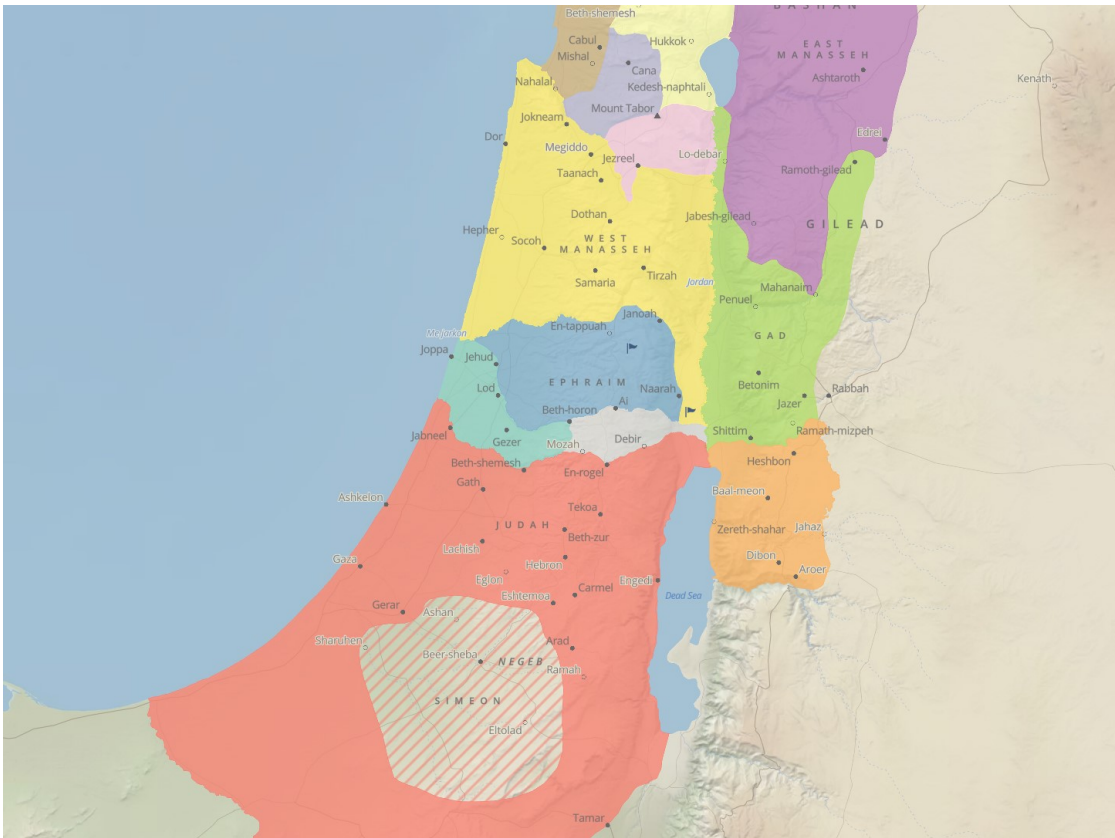 BASHAN
Beth-shemesh
Cabul
Hukkok
EAST
MANASSEH
Mishal
Cana
Ashtaroth
Kenath
Nahalal
Kedesh-naphtali
Mount Tabor
Jokneam
Dor
Edrei
Megiddo
Jezreel
Lo-debar
Taanach
Ramoth-gilead
Dothan
Jabesh-gilead
GILEAD
Hepher
Socoh
WEST
MANASSEH
Tirzah
Samaria
Jordan
Mahanaim
Penuel
Janoah
En-tappuah
Me-jarkon
GAD
Joppa
Jehud
EPHRAIM
Betonim
Lod
Naarah
Rabbah
Ai
Jazer
Beth-horon
Jabneel
Gezer
Mozah
Debir
Shittim
Ramath-mizpeh
Beth-shemesh
En-rogel
Heshbon
Gath
Baal-meon
Ashkelon
Tekoa
JUDAH
Zereth-shahar
Jahaz
Beth-zur
Lachish
Gaza
Hebron
Dibon
Aroer
Eglon
Engedi
Carmel
Eshtemoa
Dead Sea
Gerar
Ashan
Sharuhen
Arad
Beer-sheba
NEGEB
Ramah
SIMEON
Eltolad
Tamar